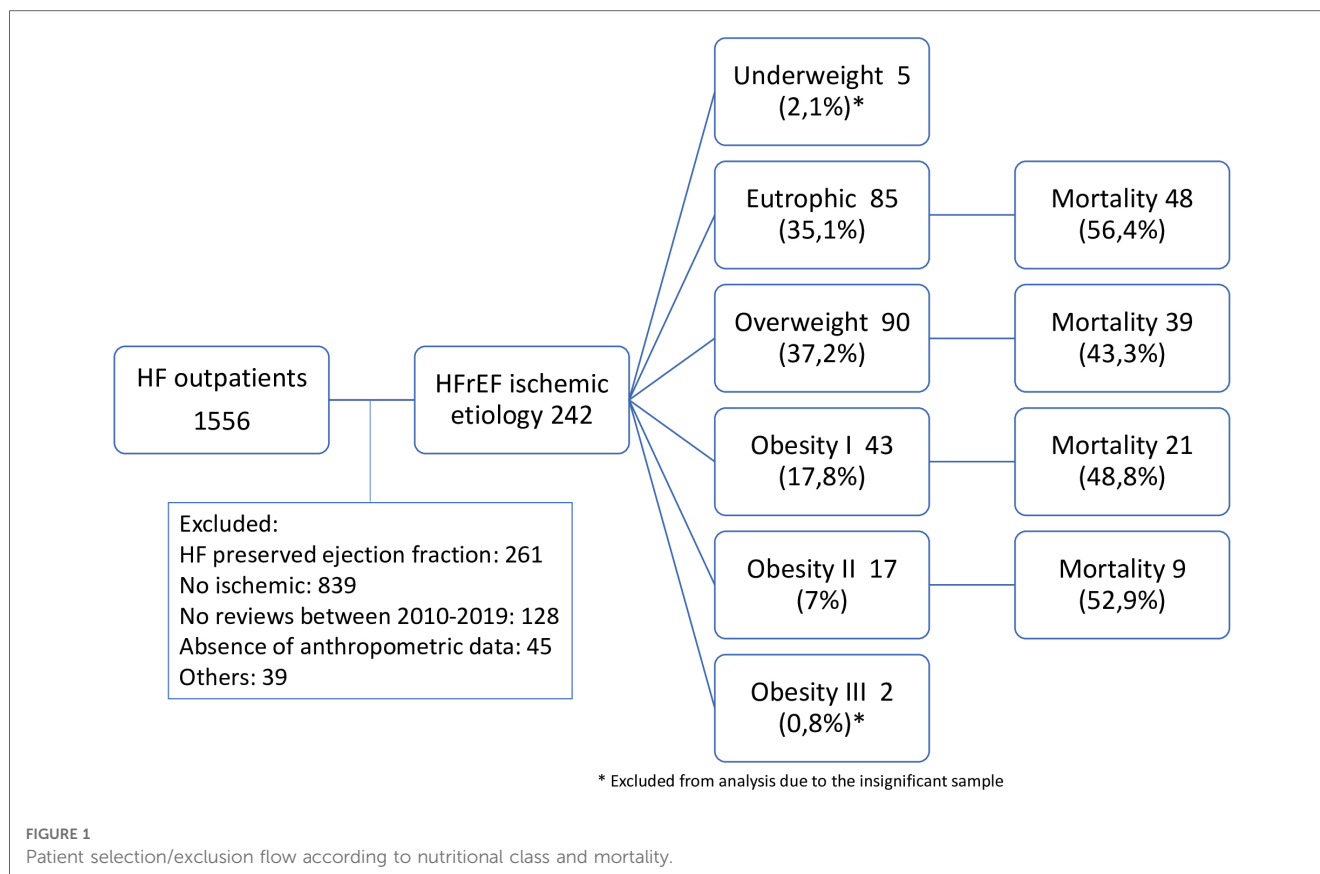 HF outpatients
1556
HFrEF ischemic
etiology 242
Excluded:
HF preserved ejection fraction: 261
No ischemic: 839
No reviews between 2010-2019: 128
Absence of anthropometric data: 45
Others: 39
Underweight 5
(2,1%)*
Eutrophic 85
(35,1%)
Mortality 48
(56,4%)
Overweight 90
(37,2%)
Mortality 39
(43,3%)
Obesity I 43
(17,8%)
Mortality 21
(48,8%)
Obesity II 17
(7%)
Mortality 9
(52,9%)
Obesity III 2
(0,8%)*
* Excluded from analysis due to the insignificant sample
FIGURE 1
Patient selection/exclusion flow according to nutritional class and mortality.